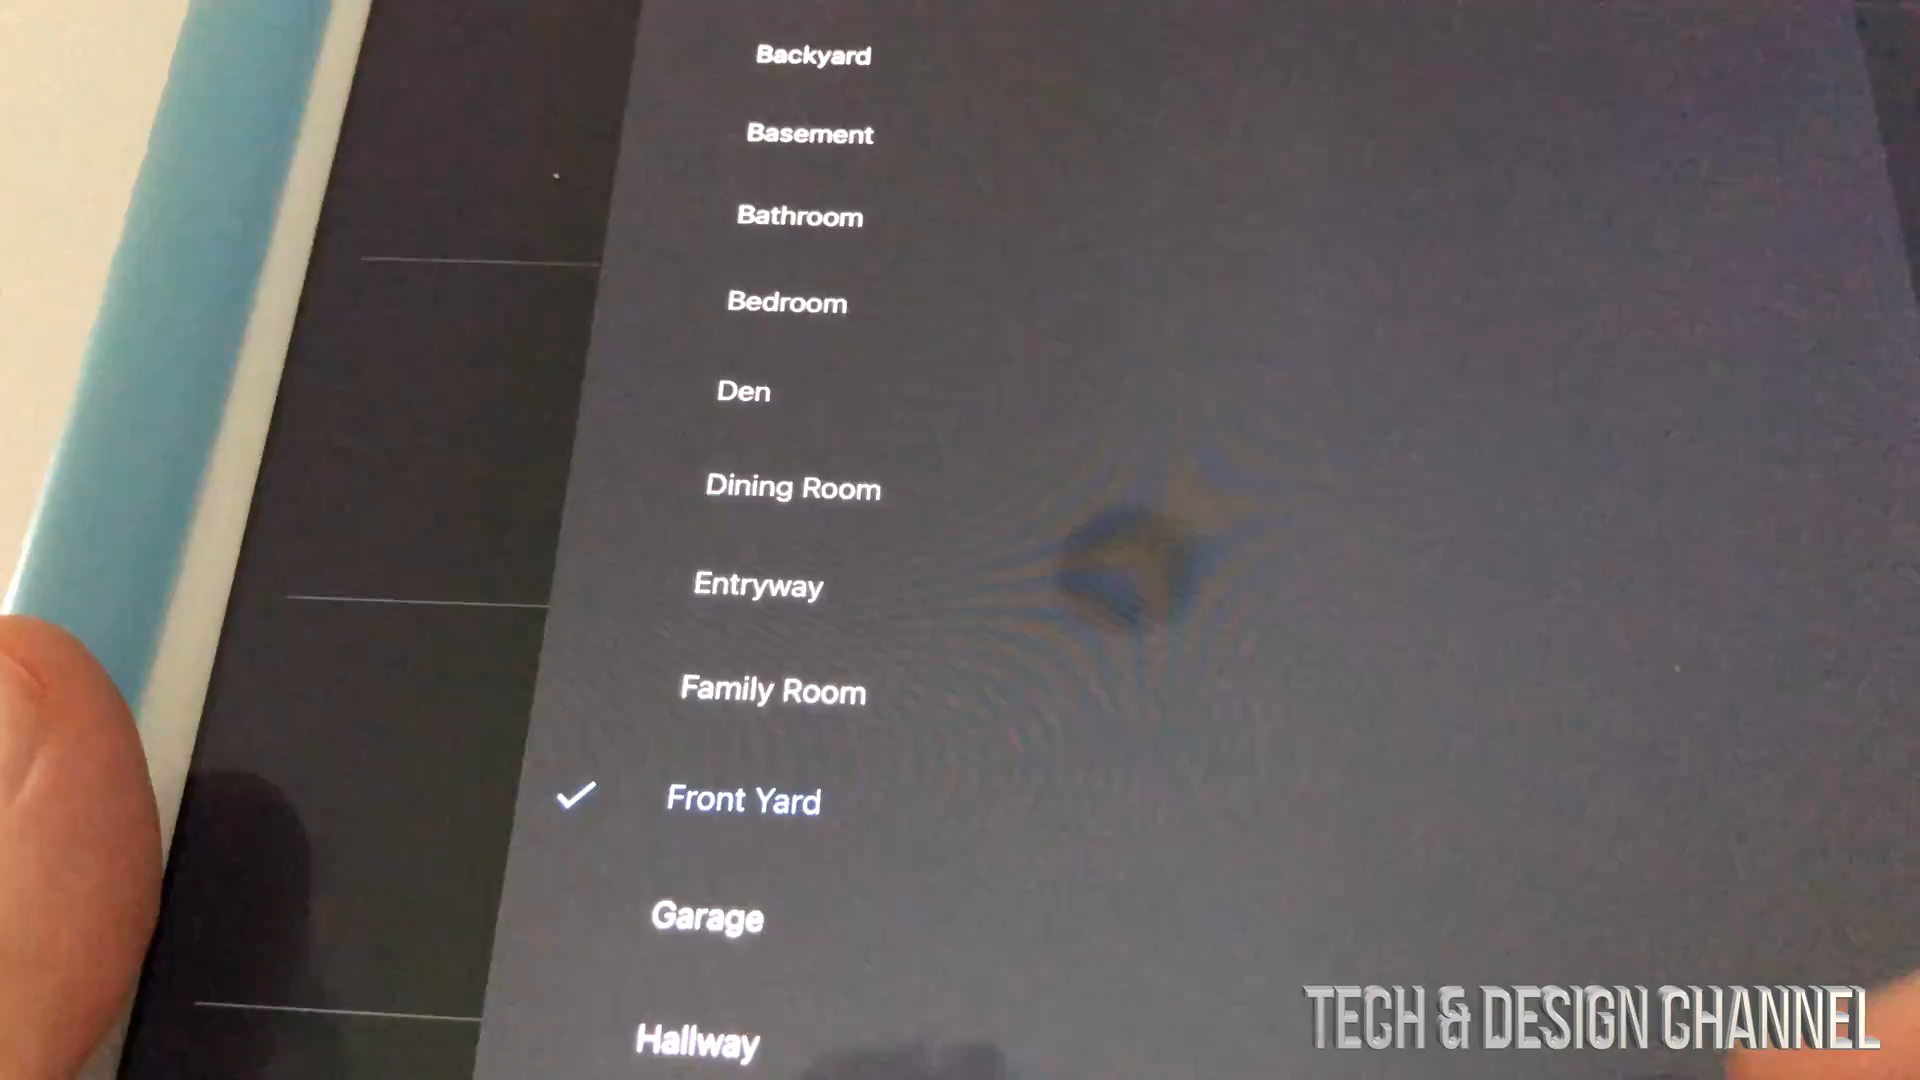 Backyard
Basement
Bathroom
Bedroom
Den
Dining Room
Entryway
Family Room
Front Yard
Garage
Hallway
TECH & DESIGN CHANNEL